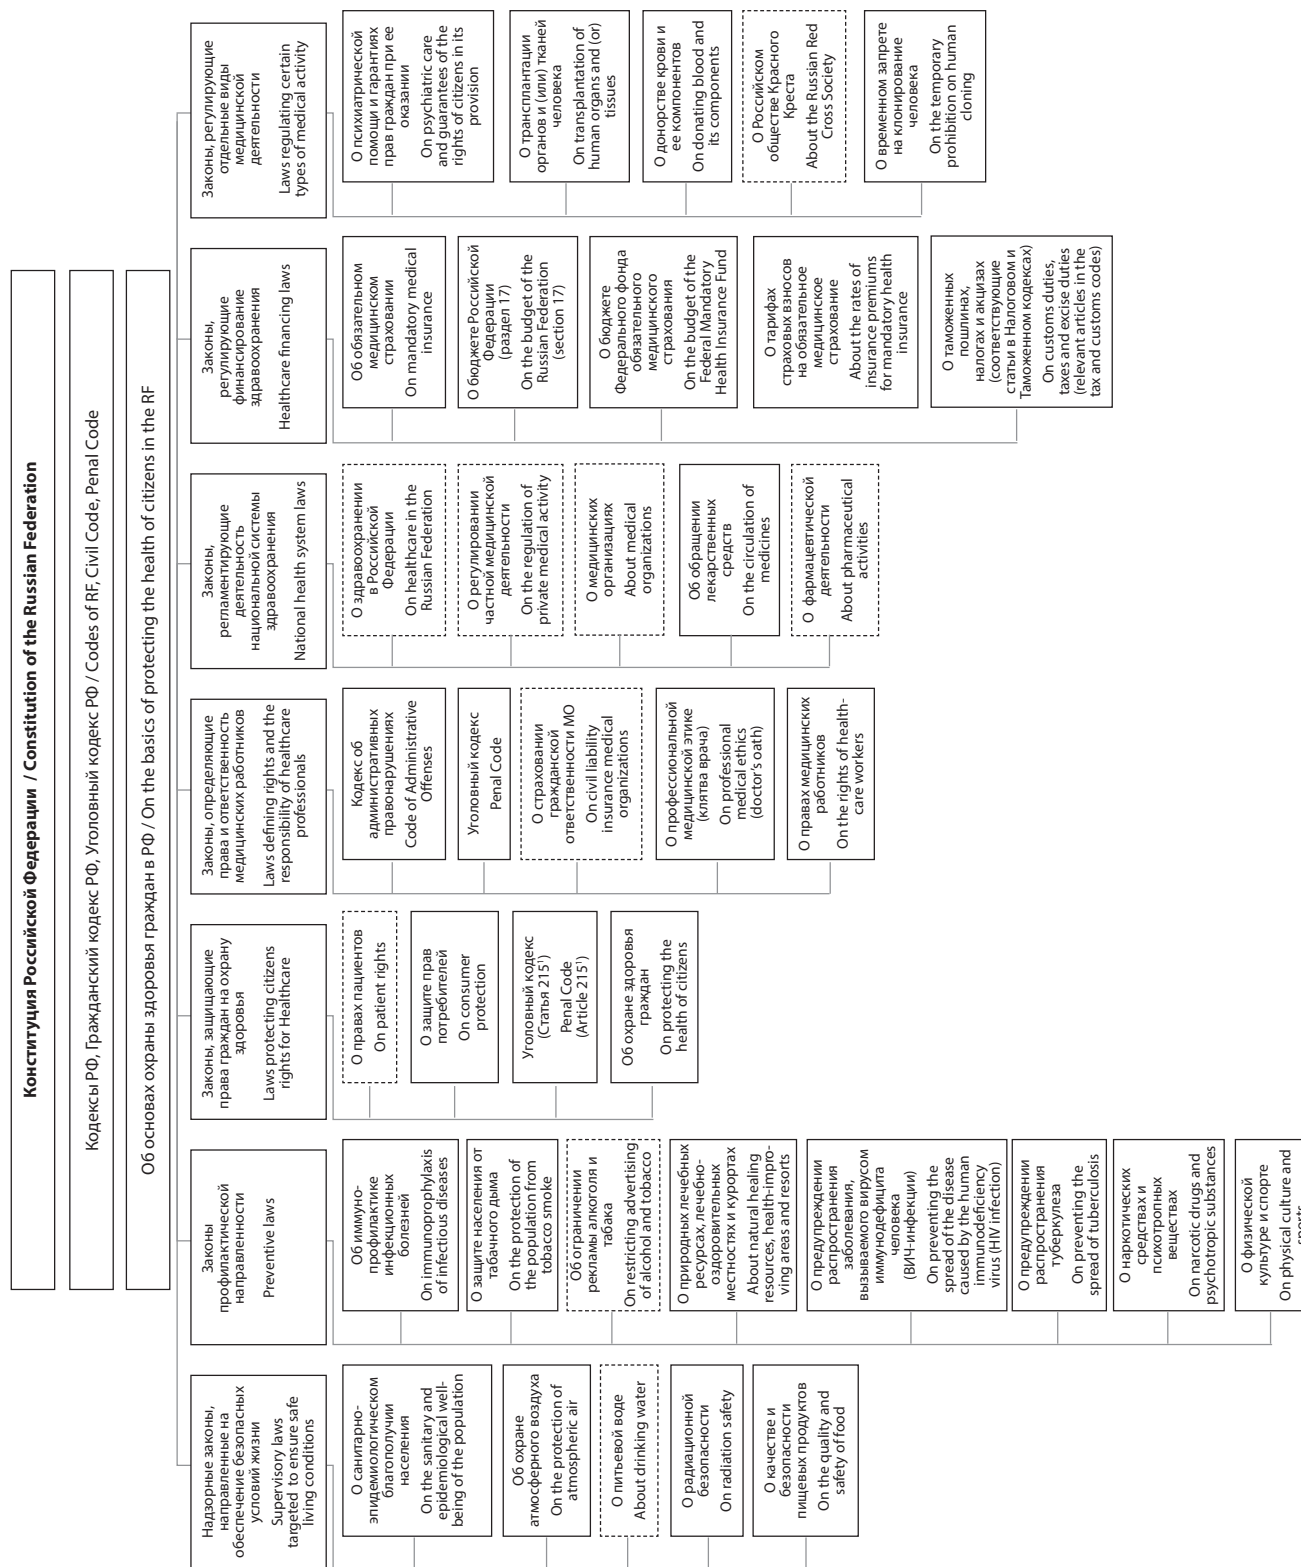 Конституция Российской Федерации / Constitution of the Russian Federation
Кодексы РФ, Гражданский кодекс РФ, Уголовный кодекс РФ / Codes of RF, Civil Code, Penal Code
Об основах охраны здоровья граждан в РФ / On the basics of protecting the health of citizens in the RF
Надзорные законы,
направленные на
обеспечение безопасных
условий жизни
Supervisory laws
targeted to ensure safe
living conditions
О санитарно-
эпидемиологическом
благополучии
населения
On the sanitary and
epidemiological well-
being of the population
Об охране
атмосферного воздуха
On the protection of
atmospheric air
О питьевой воде
About drinking water
О радиационной
безопасности
On radiation safety
О качестве и
безопасности
пищевых продуктов
On the quality and
safety of food
Законы
профилактической
направленности
Preventive laws
Об иммуно-
профилактике
инфекционных
болезней
On immunoprophylaxis
of infectious diseases
О защите населения от
табачного дыма
On the protection of
the population from
tobacco smoke
Об ограничении
рекламы алкоголя и
табака
On restricting advertising
of alcohol and tobacco
О природных лечебных
ресурсах, лечебно-
оздоровительных
местностях и курортах
About natural healing
resources, health-impro-
ving areas and resorts
О предупреждении
распространения
заболевания,
вызываемого вирусом
иммунодефицита
человека
(ВИЧ-инфекции)
On preventing the
spread of the disease
caused by the human
immunodeficiency
virus (HIV infection)
О предупреждении
распространения
туберкулеза
On preventing the
spread of tuberculosis
О наркотических
средствах и
психотропных
веществах
On narcotic drugs and
psychotropic substances
О физической
культуре и спорте
On physical culture and
sports
Законы, защищающие
права граждан на охрану
здоровья
Laws protecting citizens
rights for Healthcare
О правах пациентов
On patient rights
О защите прав
потребителей
On consumer
protection
Уголовный кодекс
(Статья 215¹)
Penal Code
(Article 215¹)
Об охране здоровья
граждан
On protecting the
health of citizens
Законы, определяющие
права и ответственность
медицинских работников
Laws defining rights and the
responsibility of healthcare
professionals
Кодекс об
административных
правонарушениях
Code of Administrative
Offenses
Уголовный кодекс
Penal Code
О страховании
гражданской
ответственности МО
On civil liability
insurance medical
organizations
О профессиональной
медицинской этике
(клятва врача)
On professional
medical ethics
(doctor's oath)
О правах медицинских
работников
On the rights of health-
care workers
Законы,
регламентирующие
деятельность
национальной системы
здравоохранения
National health system laws
О здравоохранении
в Российской
Федерации
On healthcare in the
Russian Federation
О регулировании
частной медицинской
деятельности
On the regulation of
private medical activity
О медицинских
организациях
About medical
organizations
Об обращении
лекарственных
средств
On the circulation of
medicines
О фармацевтической
деятельности
About pharmaceutical
activities
Законы,
регулирующие
финансирование
здравоохранения
Healthcare financing laws
Об обязательном
медицинском
страховании
On mandatory medical
insurance
О бюджете Российской
Федерации
(раздел 17)
On the budget of the
Russian Federation
(section 17)
О бюджете
Федерального фонда
обязательного
медицинского
страхования
On the budget of the
Federal Mandatory
Health Insurance Fund
О тарифах
страховых взносов
на обязательное
медицинское
страхование
About the rates of
insurance premiums
for mandatory health
insurance
О таможенных
пошлинах,
налогах и акцизах
(соответствующие
статьи в Налоговом и
Таможенном кодексах)
On customs duties,
taxes and excise duties
(relevant articles in the
tax and customs codes)
Законы, регулирующие
отдельные виды
медицинской
деятельности
Laws regulating certain
types of medical activity
О психиатрической
помощи и гарантиях
прав граждан при ее
оказании
On psychiatric care
and guarantees of the
rights of citizens in its
provision
О трансплантации
органов и (или) тканей
человека
On transplantation of
human organs and (or)
tissues
О донорстве крови и
ее компонентов
On donating blood and
its components
О Российском
обществе Красного
Креста
About the Russian Red
Cross Society
О временном запрете
на клонирование
человека
On the temporary
prohibition on human
cloning